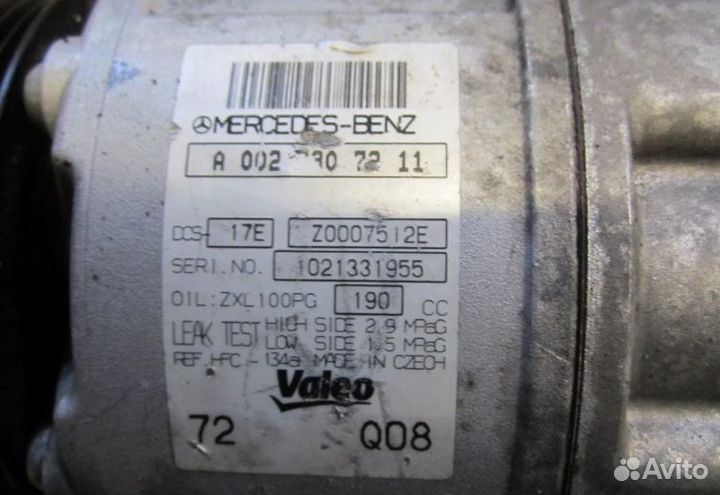 MERCEDES-BENZ
A 002 30 72 11
DCS- 17E Z0007512E
SERI.NO. 1021331955
OIL:ZXL100PG 190 CC
LEAK TEST HIGH SIDE 2.9 MPaG
LOW SIDE 1.5 MPaG
REF.HFC-134a MADE IN CZECH
Valeo
72 Q08
Avito